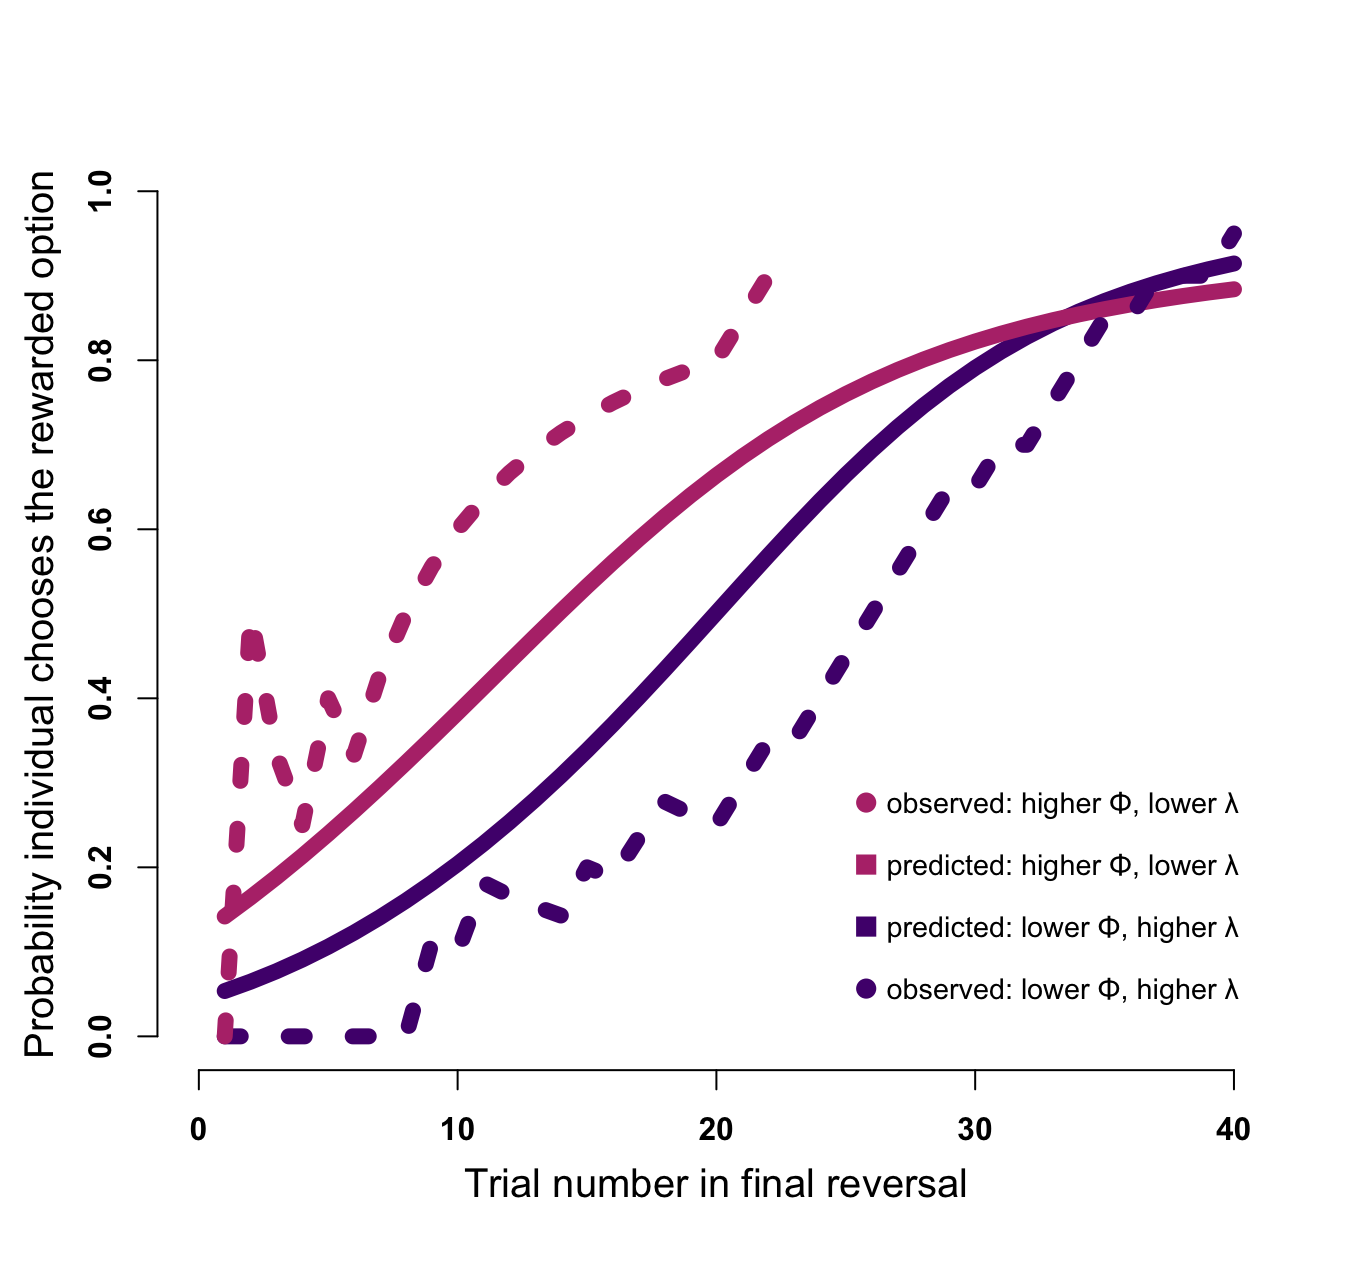 Probability individual chooses the rewarded option
1.0
0.8
0.6
0.4
0.2
0.0
observed: higher Φ, lower λ
predicted: higher Φ, lower λ
predicted: lower Φ, higher λ
observed: lower Φ, higher λ
0 10 20 30 40
Trial number in final reversal